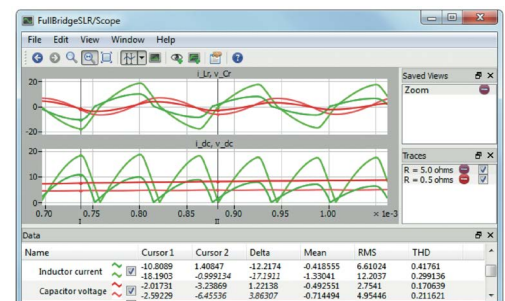 FullBridgeSLR/Scope
File Edit View Window Help
i_Lr, v_Cr
20
0
-20
i_dc, v_dc
20
10
0
0.70 0.75 0.80 0.85 0.90 0.95 1.00 × 1e-3
I II
Saved Views
Zoom
Traces
R = 5.0 ohms
R = 0.5 ohms
Data
Name Cursor 1 Cursor 2 Delta Mean RMS THD
Inductor current -10.8089 1.40847 -12.2174 -0.418555 6.61024 0.41761
-18.1903 -0.999134 -17.1911 -1.33041 12.2037 0.299136
Capacitor voltage -2.01731 -3.23869 1.22138 -0.492551 2.7541 0.170639
-2.59229 -6.45536 3.86307 -0.714494 4.95446 0.211621